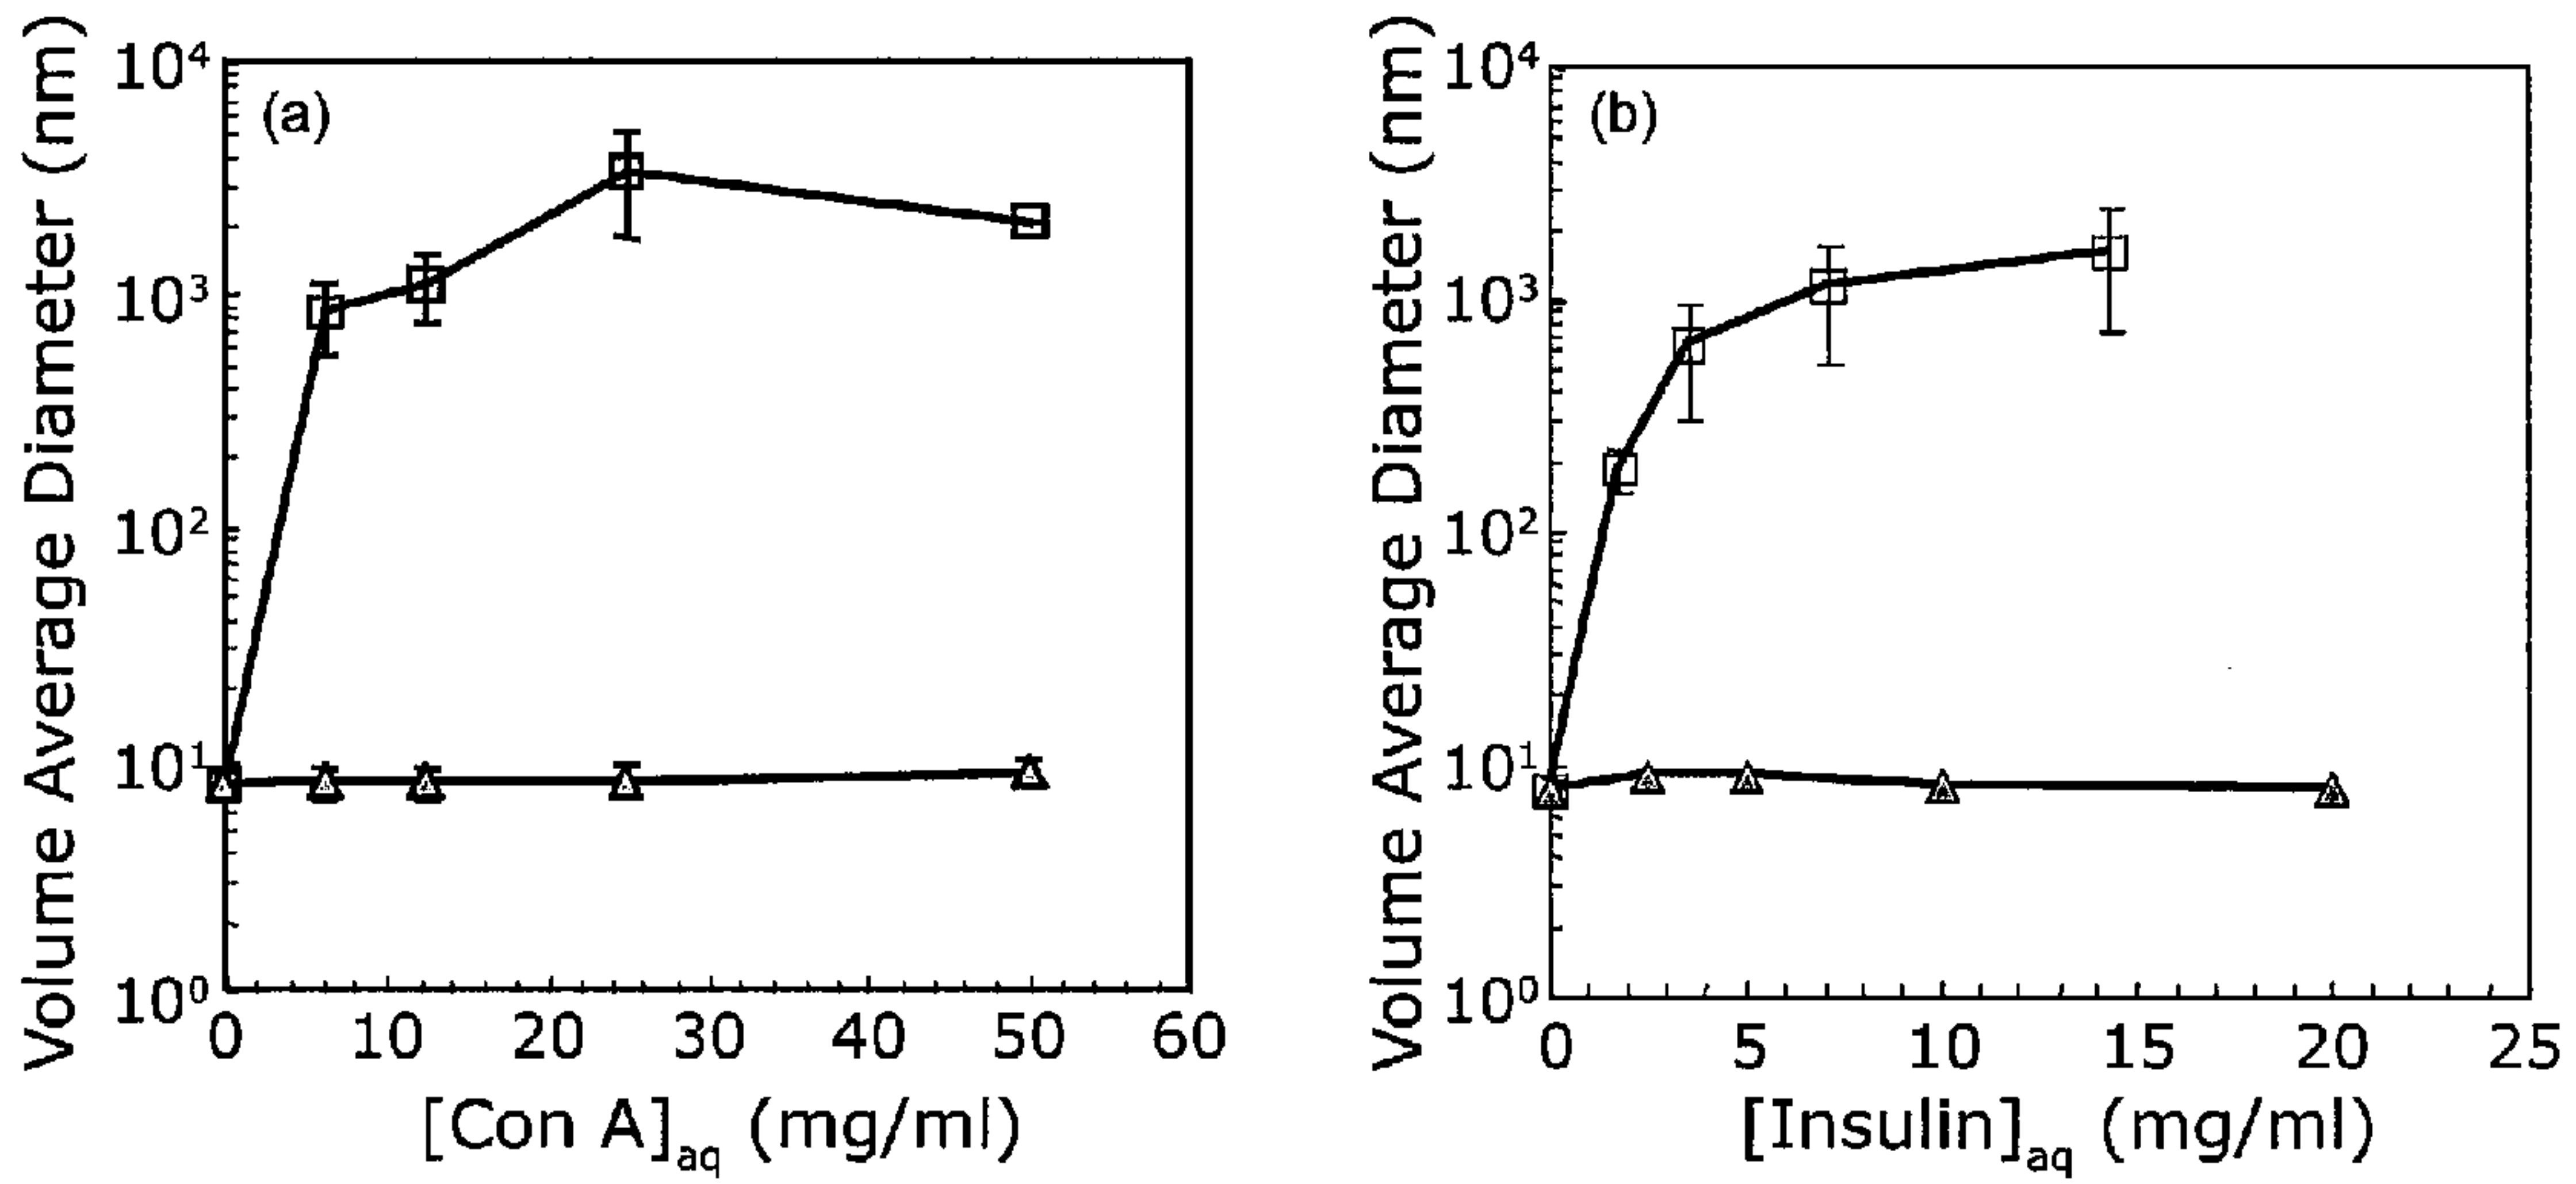 Volume Average Diameter (nm)
10⁴
10³
10²
10¹
10⁰
(a)
0 10 20 30 40 50 60
[Con A]aq (mg/ml)
Volume Average Diameter (nm)
10⁴
10³
10²
10¹
10⁰
(b)
0 5 10 15 20 25
[Insulin]aq (mg/ml)